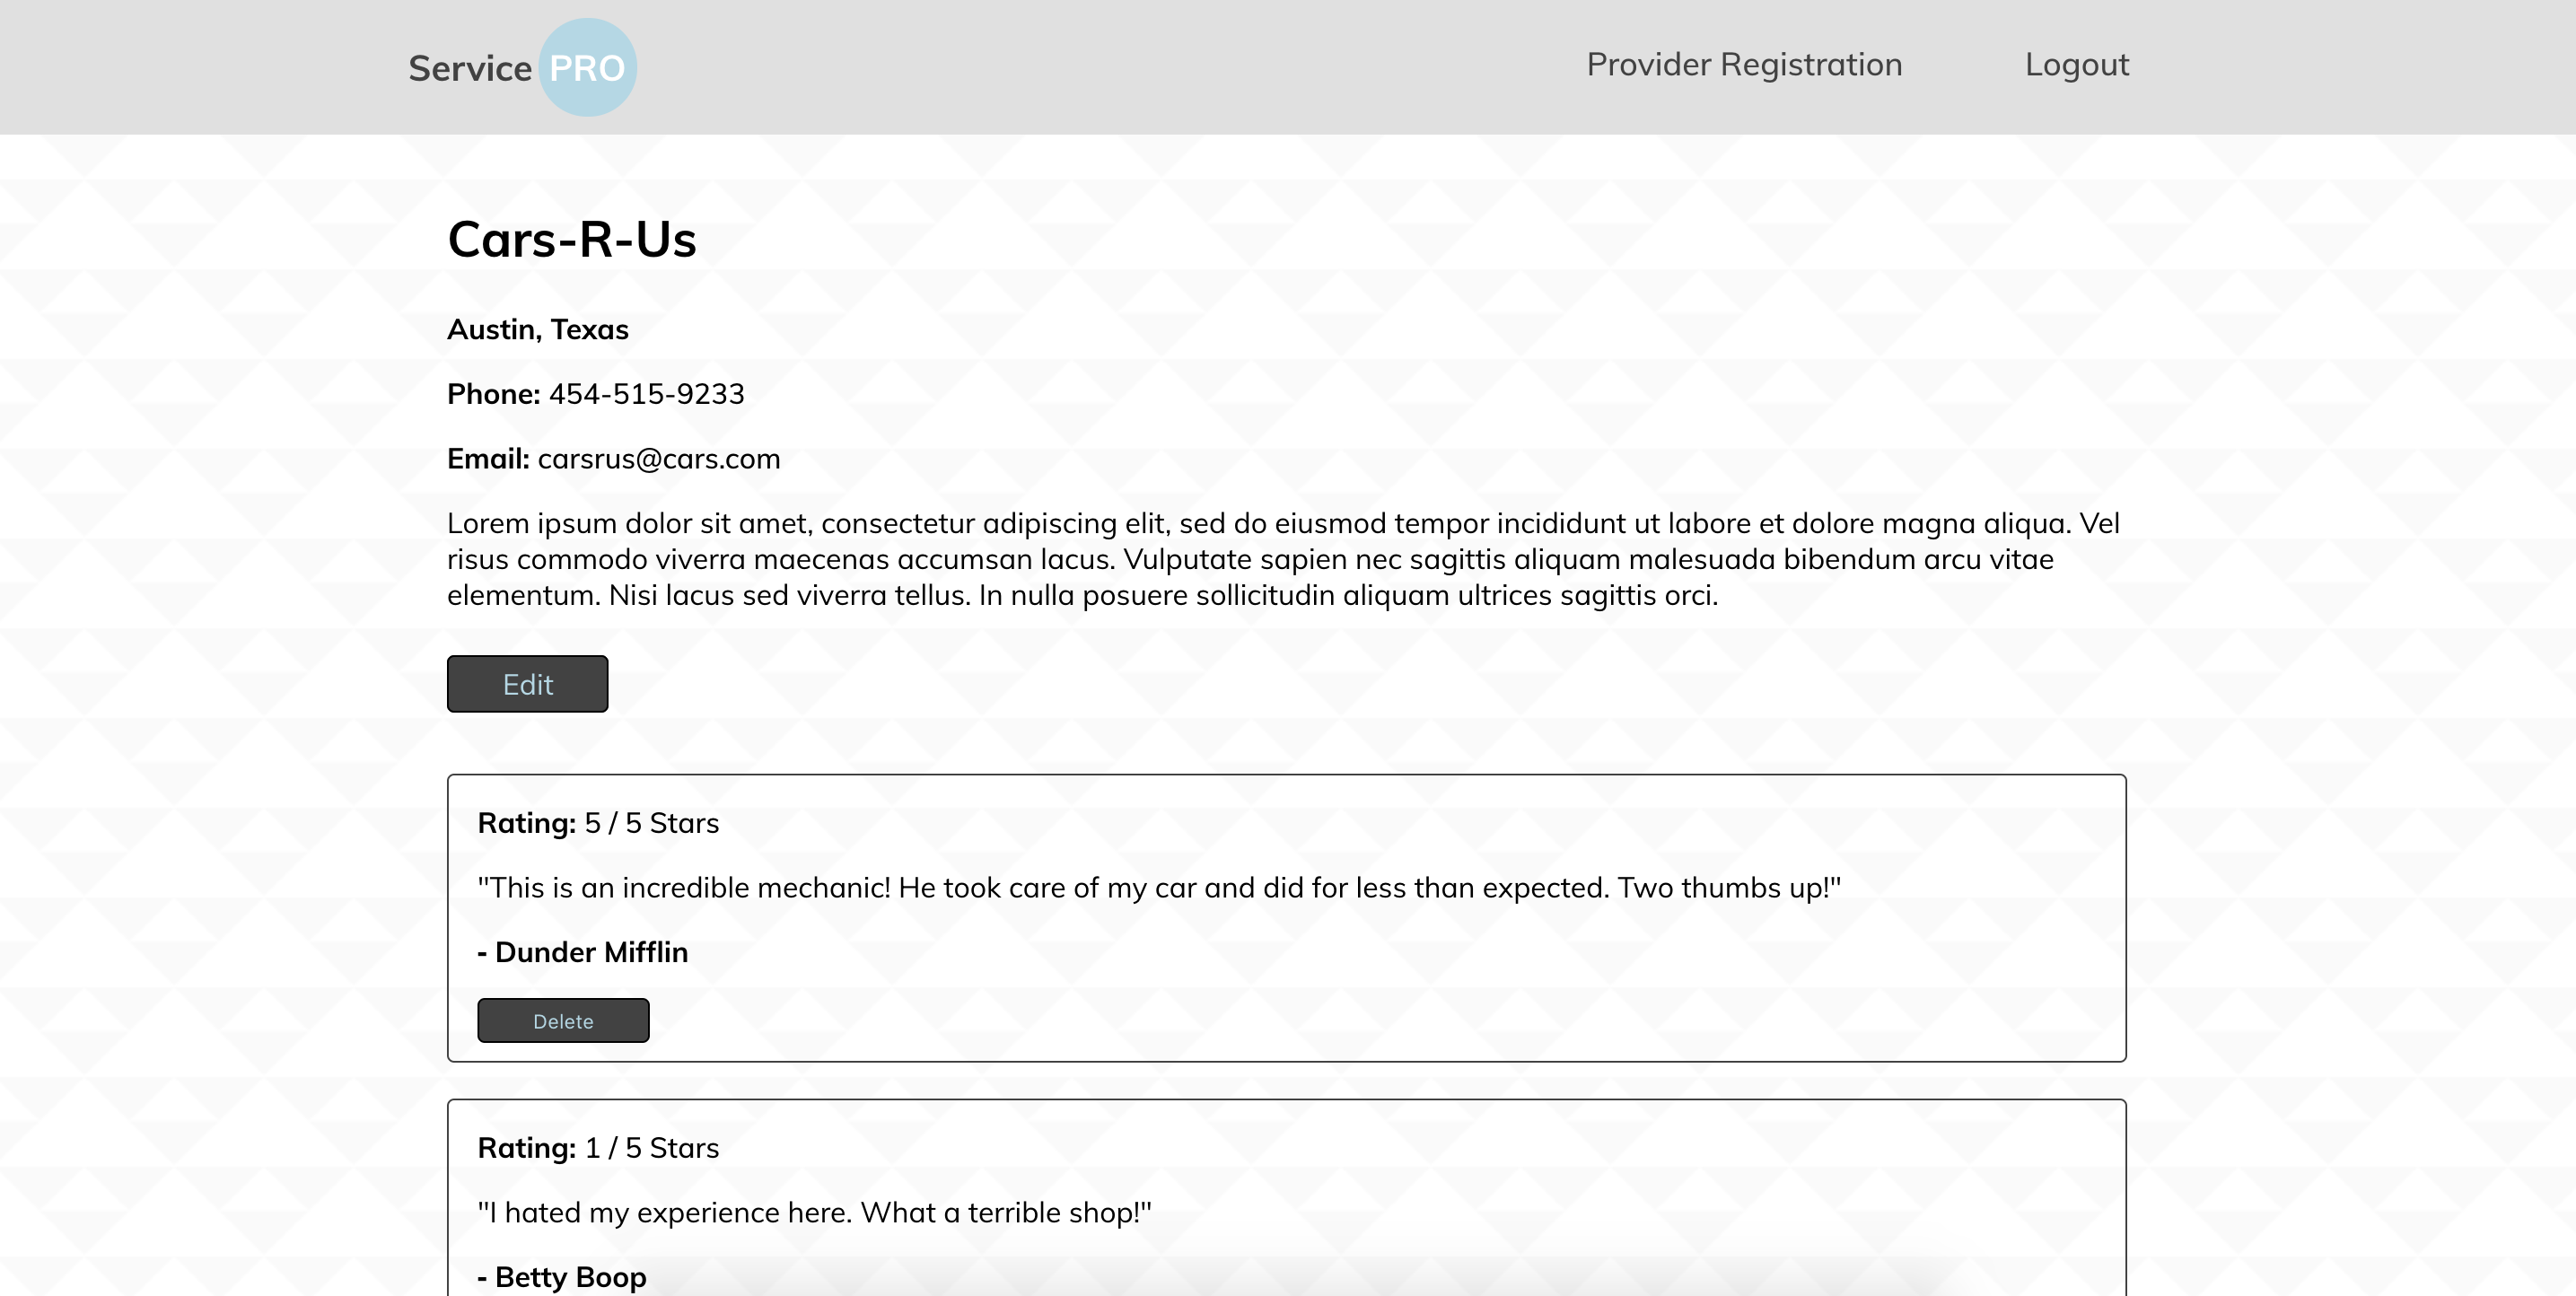 Service PRO
Provider Registration
Logout
Cars-R-Us
Austin, Texas
Phone: 454-515-9233
Email: carsrus@cars.com
Lorem ipsum dolor sit amet, consectetur adipiscing elit, sed do eiusmod tempor incididunt ut labore et dolore magna aliqua. Vel
risus commodo viverra maecenas accumsan lacus. Vulputate sapien nec sagittis aliquam malesuada bibendum arcu vitae
elementum. Nisi lacus sed viverra tellus. In nulla posuere sollicitudin aliquam ultrices sagittis orci.
Edit
Rating: 5 / 5 Stars
"This is an incredible mechanic! He took care of my car and did for less than expected. Two thumbs up!"
- Dunder Mifflin
Delete
Rating: 1 / 5 Stars
"I hated my experience here. What a terrible shop!"
- Betty Boop